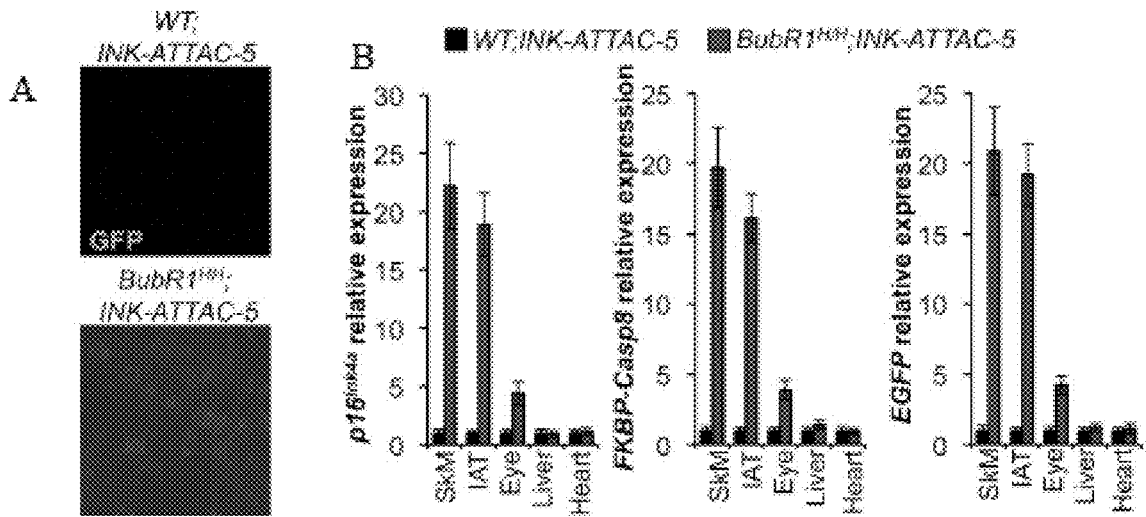 A
WT;
INK-ATTAC-5
GFP
BubR1ᴴ/ᴴ;
INK-ATTAC-5
B
WT;INK-ATTAC-5 BubR1ᴴ/ᴴ;INK-ATTAC-5
p16ᴵⁿᵏ⁴ᵃ relative expression
30
25
20
15
10
5
0
SkM IAT Eye Liver Heart
FKBP-Casp8 relative expression
25
20
15
10
5
0
SkM IAT Eye Liver Heart
EGFP relative expression
25
20
15
10
5
0
SkM IAT Eye Liver Heart